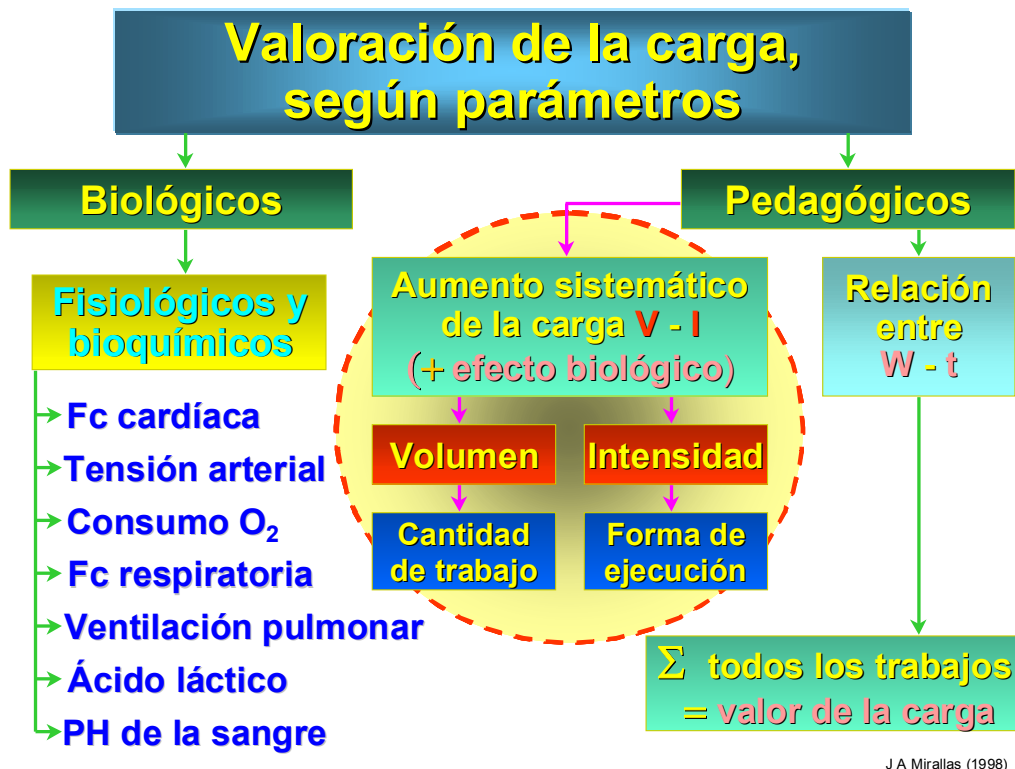 Valoración de la carga,
según parámetros
Biológicos
Fisiológicos y
bioquímicos
Fc cardíaca
Tensión arterial
Consumo O₂
Fc respiratoria
Ventilación pulmonar
Ácido láctico
PH de la sangre
Pedagógicos
Aumento sistemático
de la carga V - I
(+ efecto biológico)
Volumen
Intensidad
Cantidad
de trabajo
Forma de
ejecución
Relación
entre
W - t
Σ todos los trabajos
= valor de la carga
J A Mirallas (1998)